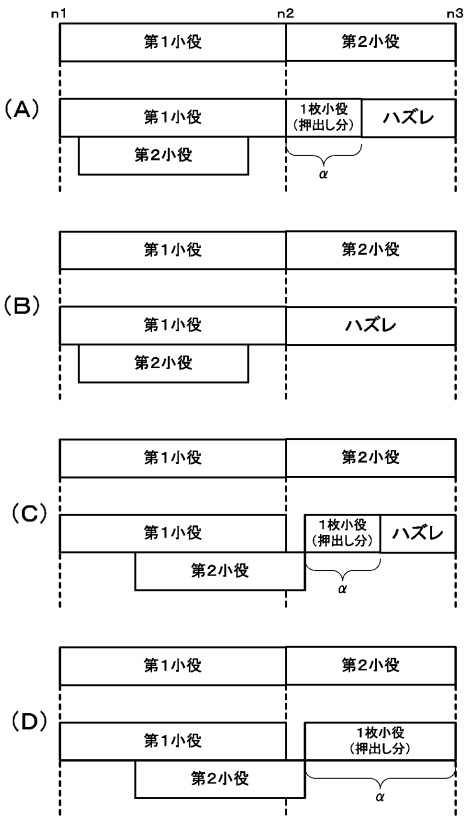 n1 n2 n3
第1小役 第2小役
(A)
第1小役 1枚小役 ハズレ
(押出し分)
第2小役
α
第1小役 第2小役
(B)
第1小役 ハズレ
第2小役
第1小役 第2小役
(C)
第1小役 1枚小役 ハズレ
(押出し分)
第2小役
α
第1小役 第2小役
(D)
第1小役 1枚小役
(押出し分)
第2小役
α